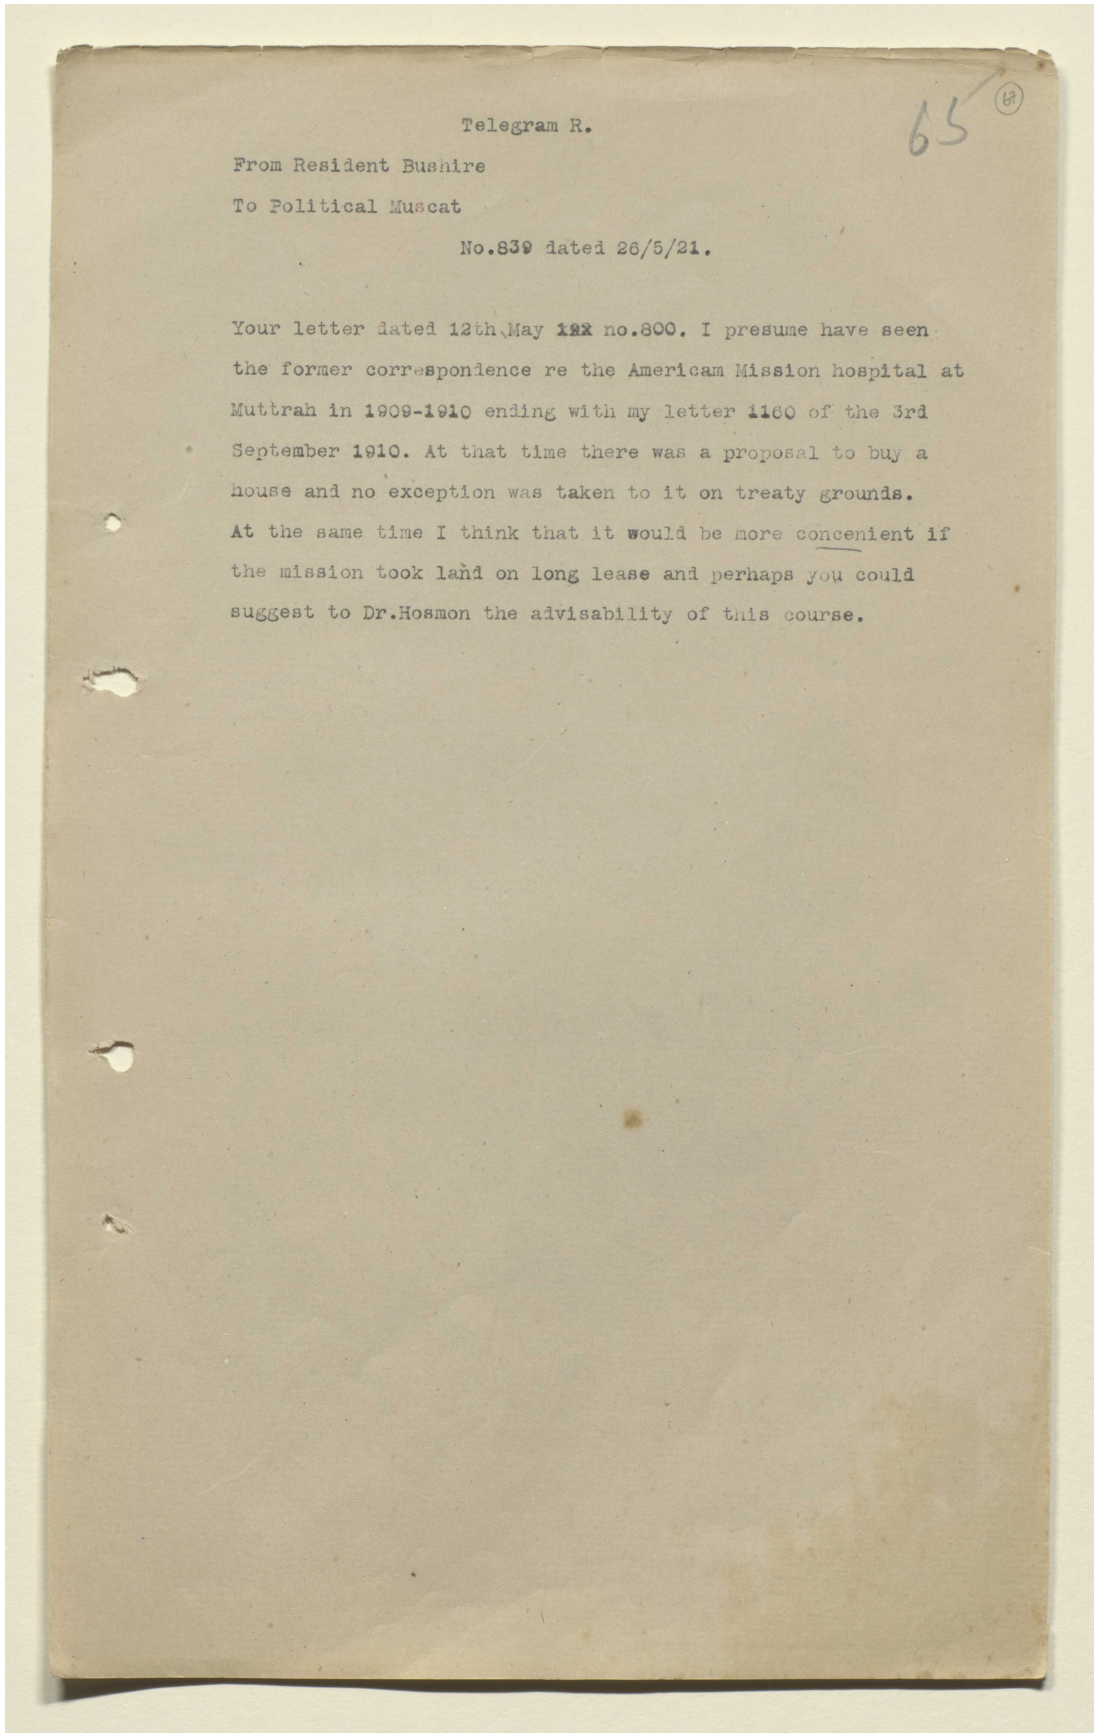 65
67
Telegram R.
From Resident Bushire
To Political Muscat
No.839 dated 26/5/21.
Your letter dated 12th May no.800. I presume have seen
the former correspondence re the Americam Mission hospital at
Muttrah in 1909-1910 ending with my letter 1160 of the 3rd
September 1910. At that time there was a proposal to buy a
house and no exception was taken to it on treaty grounds.
At the same time I think that it would be more concenient if
the mission took land on long lease and perhaps you could
suggest to Dr.Hosmon the advisability of this course.